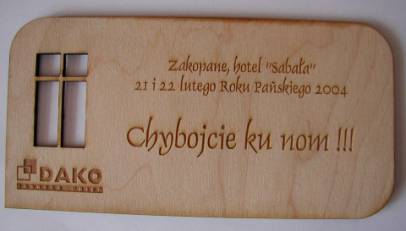 Zakopane, hotel "Sabała"
21 i 22 lutego Roku Pańskiego 2004
Chybojcie ku nom !!!
DAKO